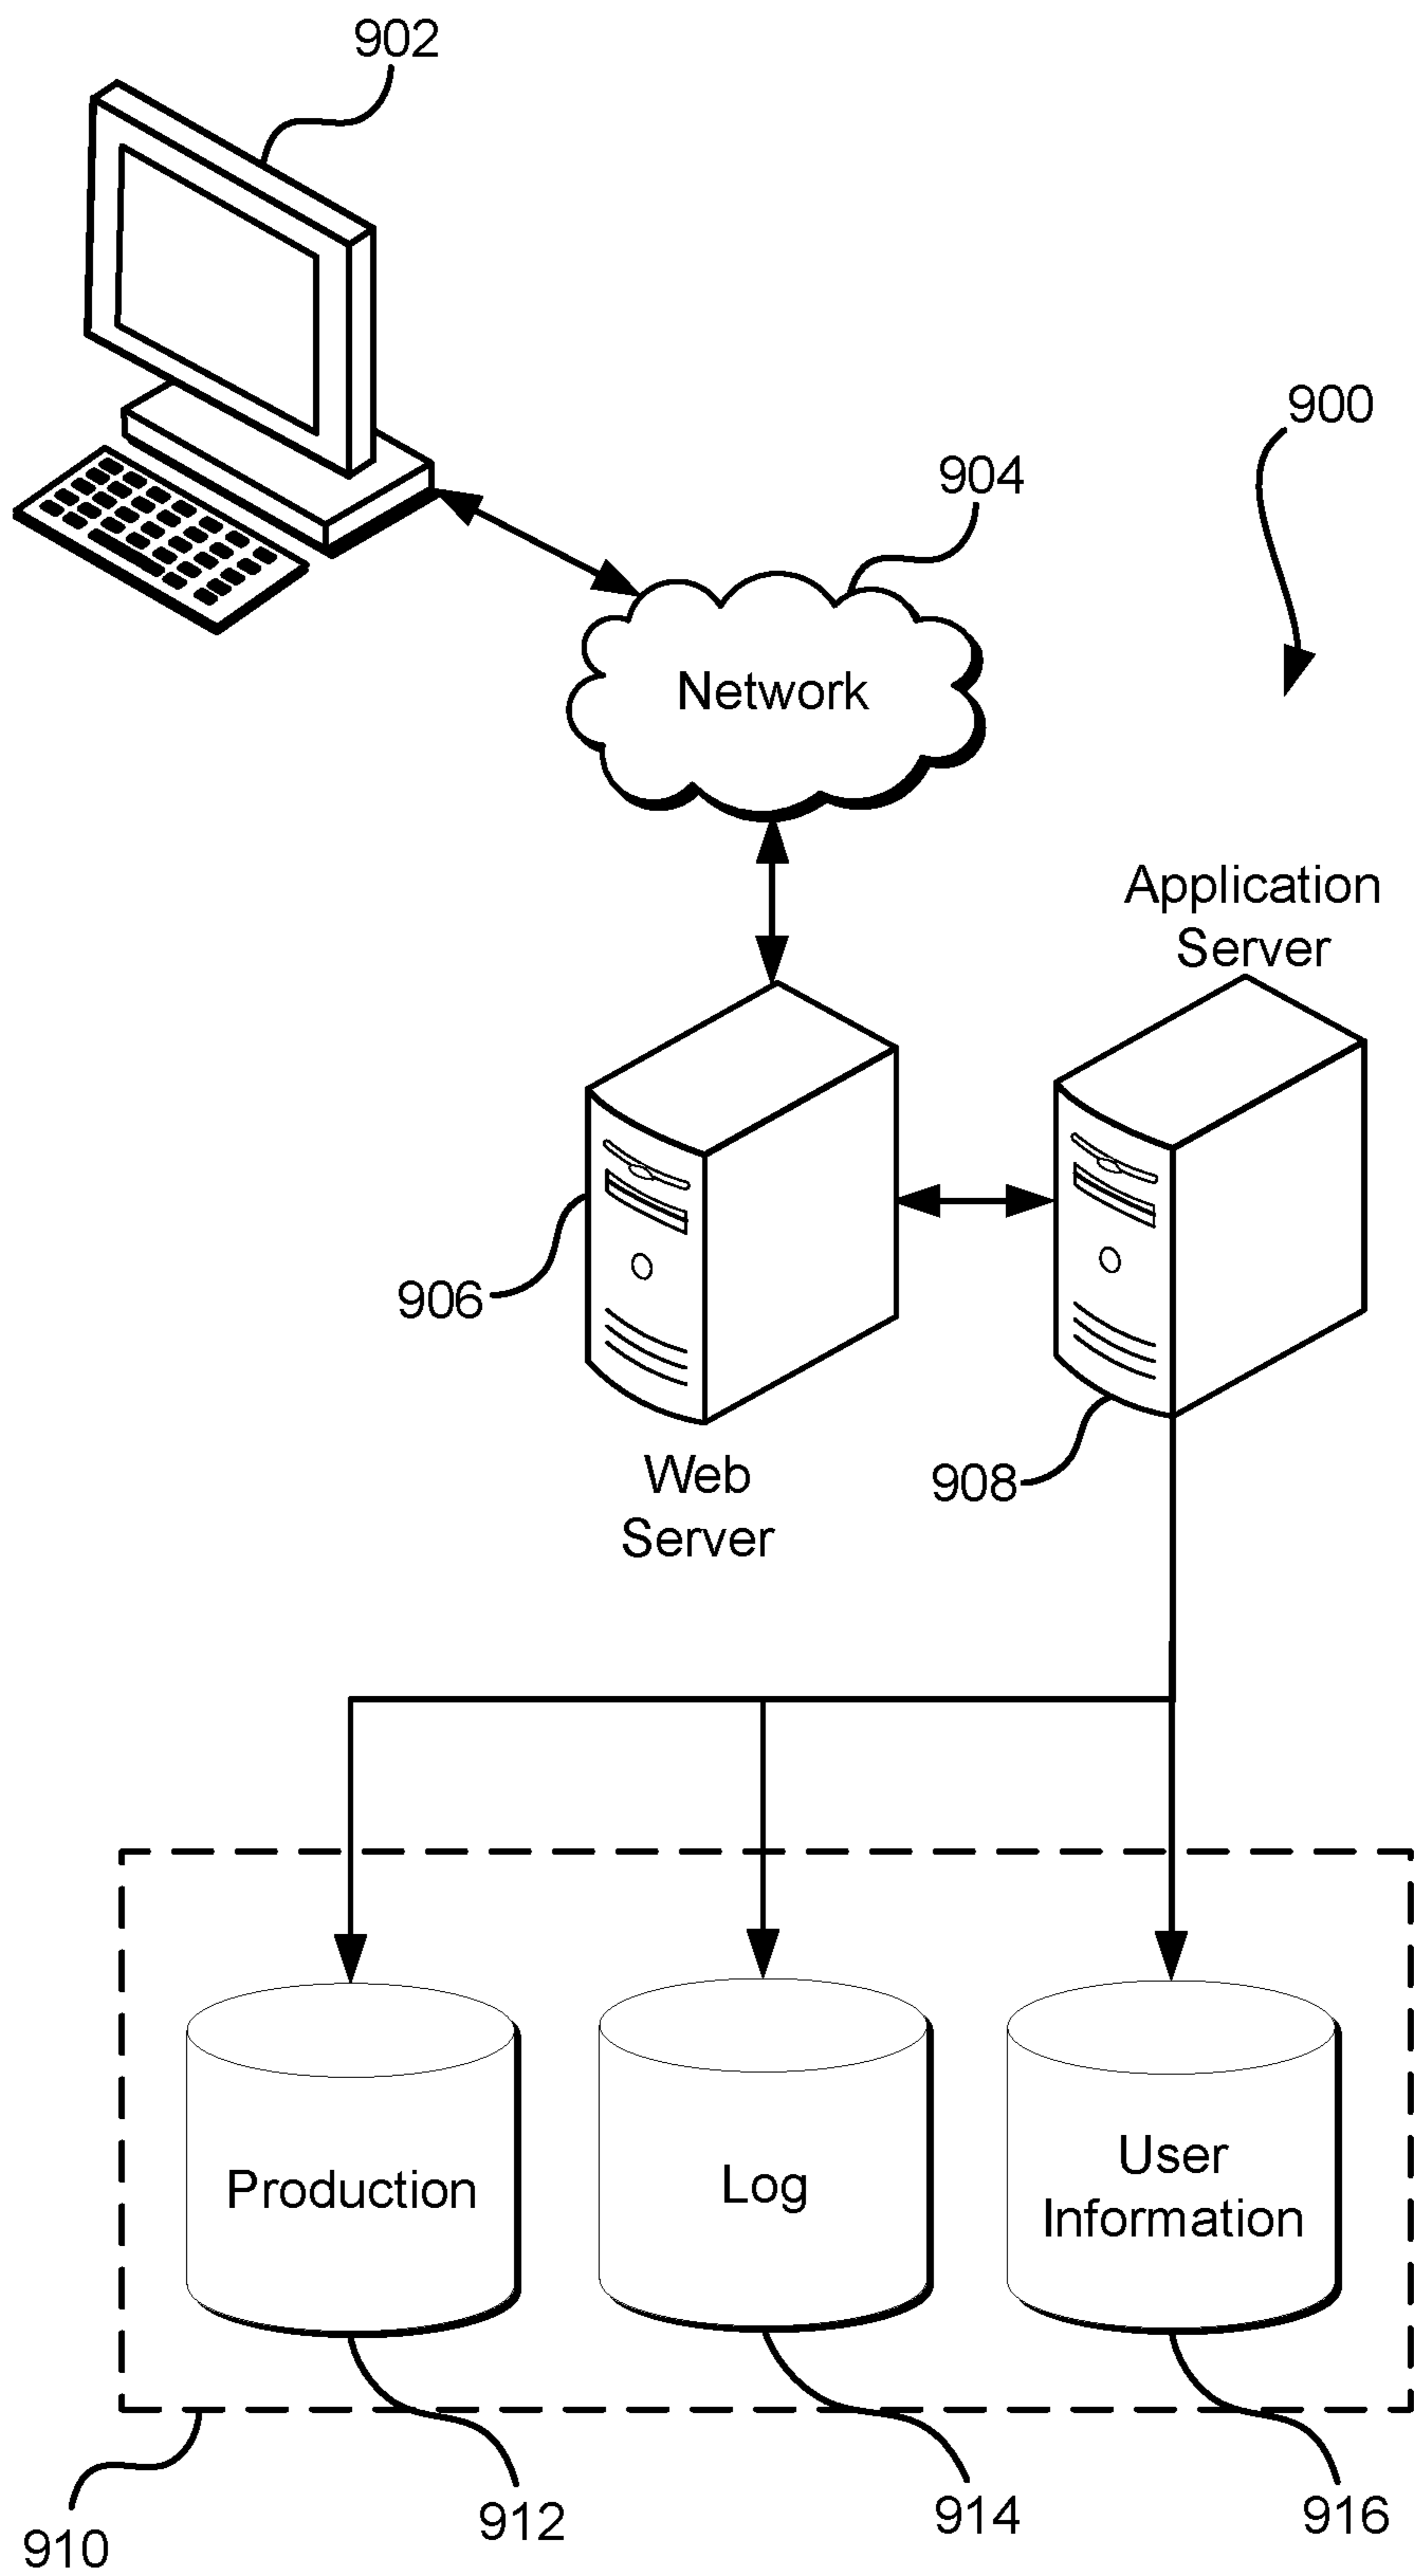 902
900
904
Network
Application
Server
906
908
Web
Server
Production
Log
User
Information
910
912
914
916